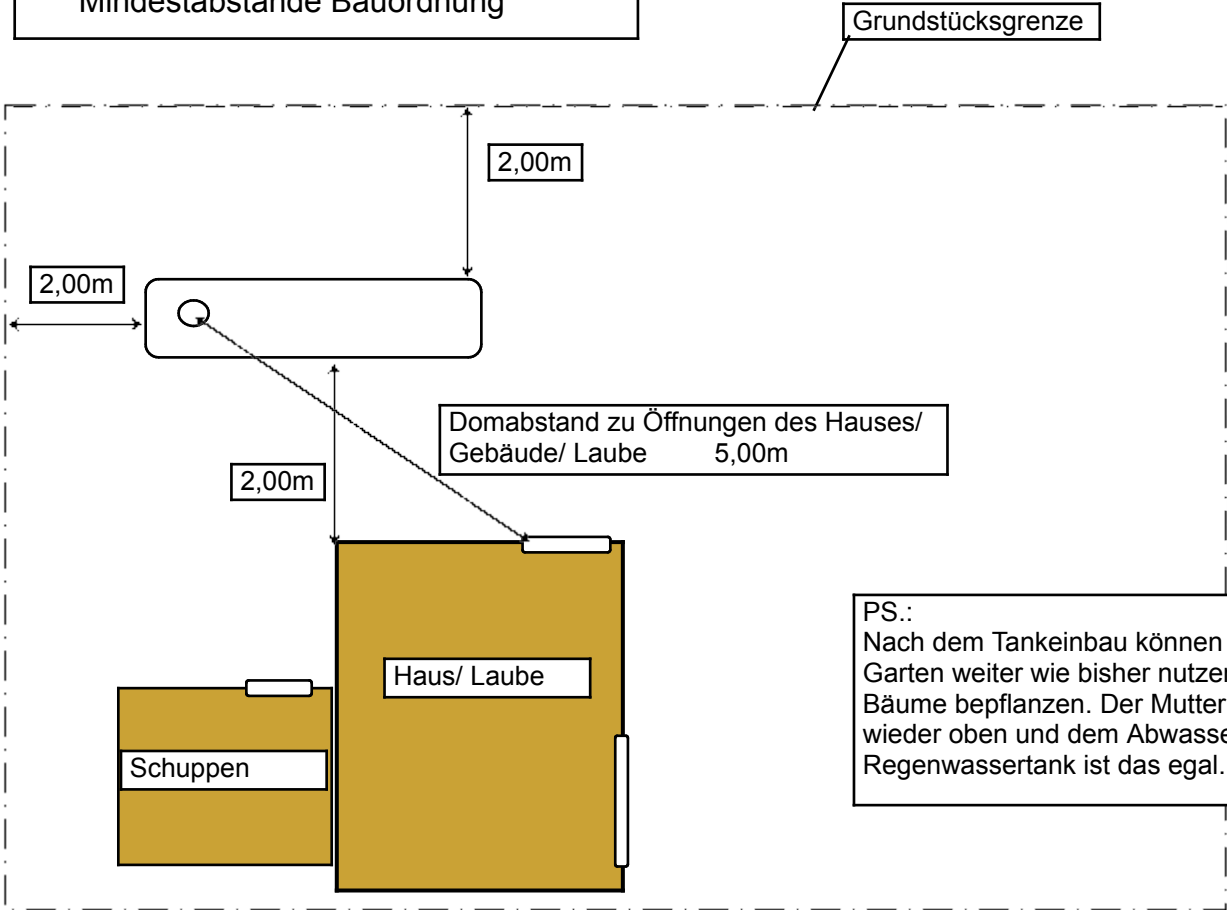 Mindestabstände Bauordnung
Grundstücksgrenze
2,00m
2,00m
Domabstand zu Öffnungen des Hauses/
Gebäude/ Laube 5,00m
2,00m
PS.:
Nach dem Tankeinbau können
Garten weiter wie bisher
Bäume bepflanzen. Der
wieder oben und dem
Regenwassertank ist das egal.
Haus/ Laube
Schuppen